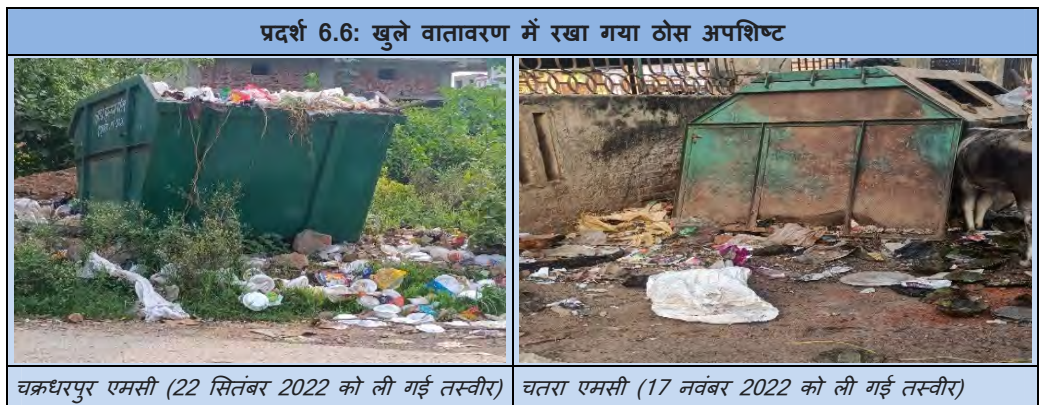 प्रदर्श 6.6: खुले वातावरण में रखा गया ठोस अपशिष्ट
चक्रधरपुर एमसी (22 सितंबर 2022 को ली गई तस्वीर)
चतरा एमसी (17 नवंबर 2022 को ली गई तस्वीर)